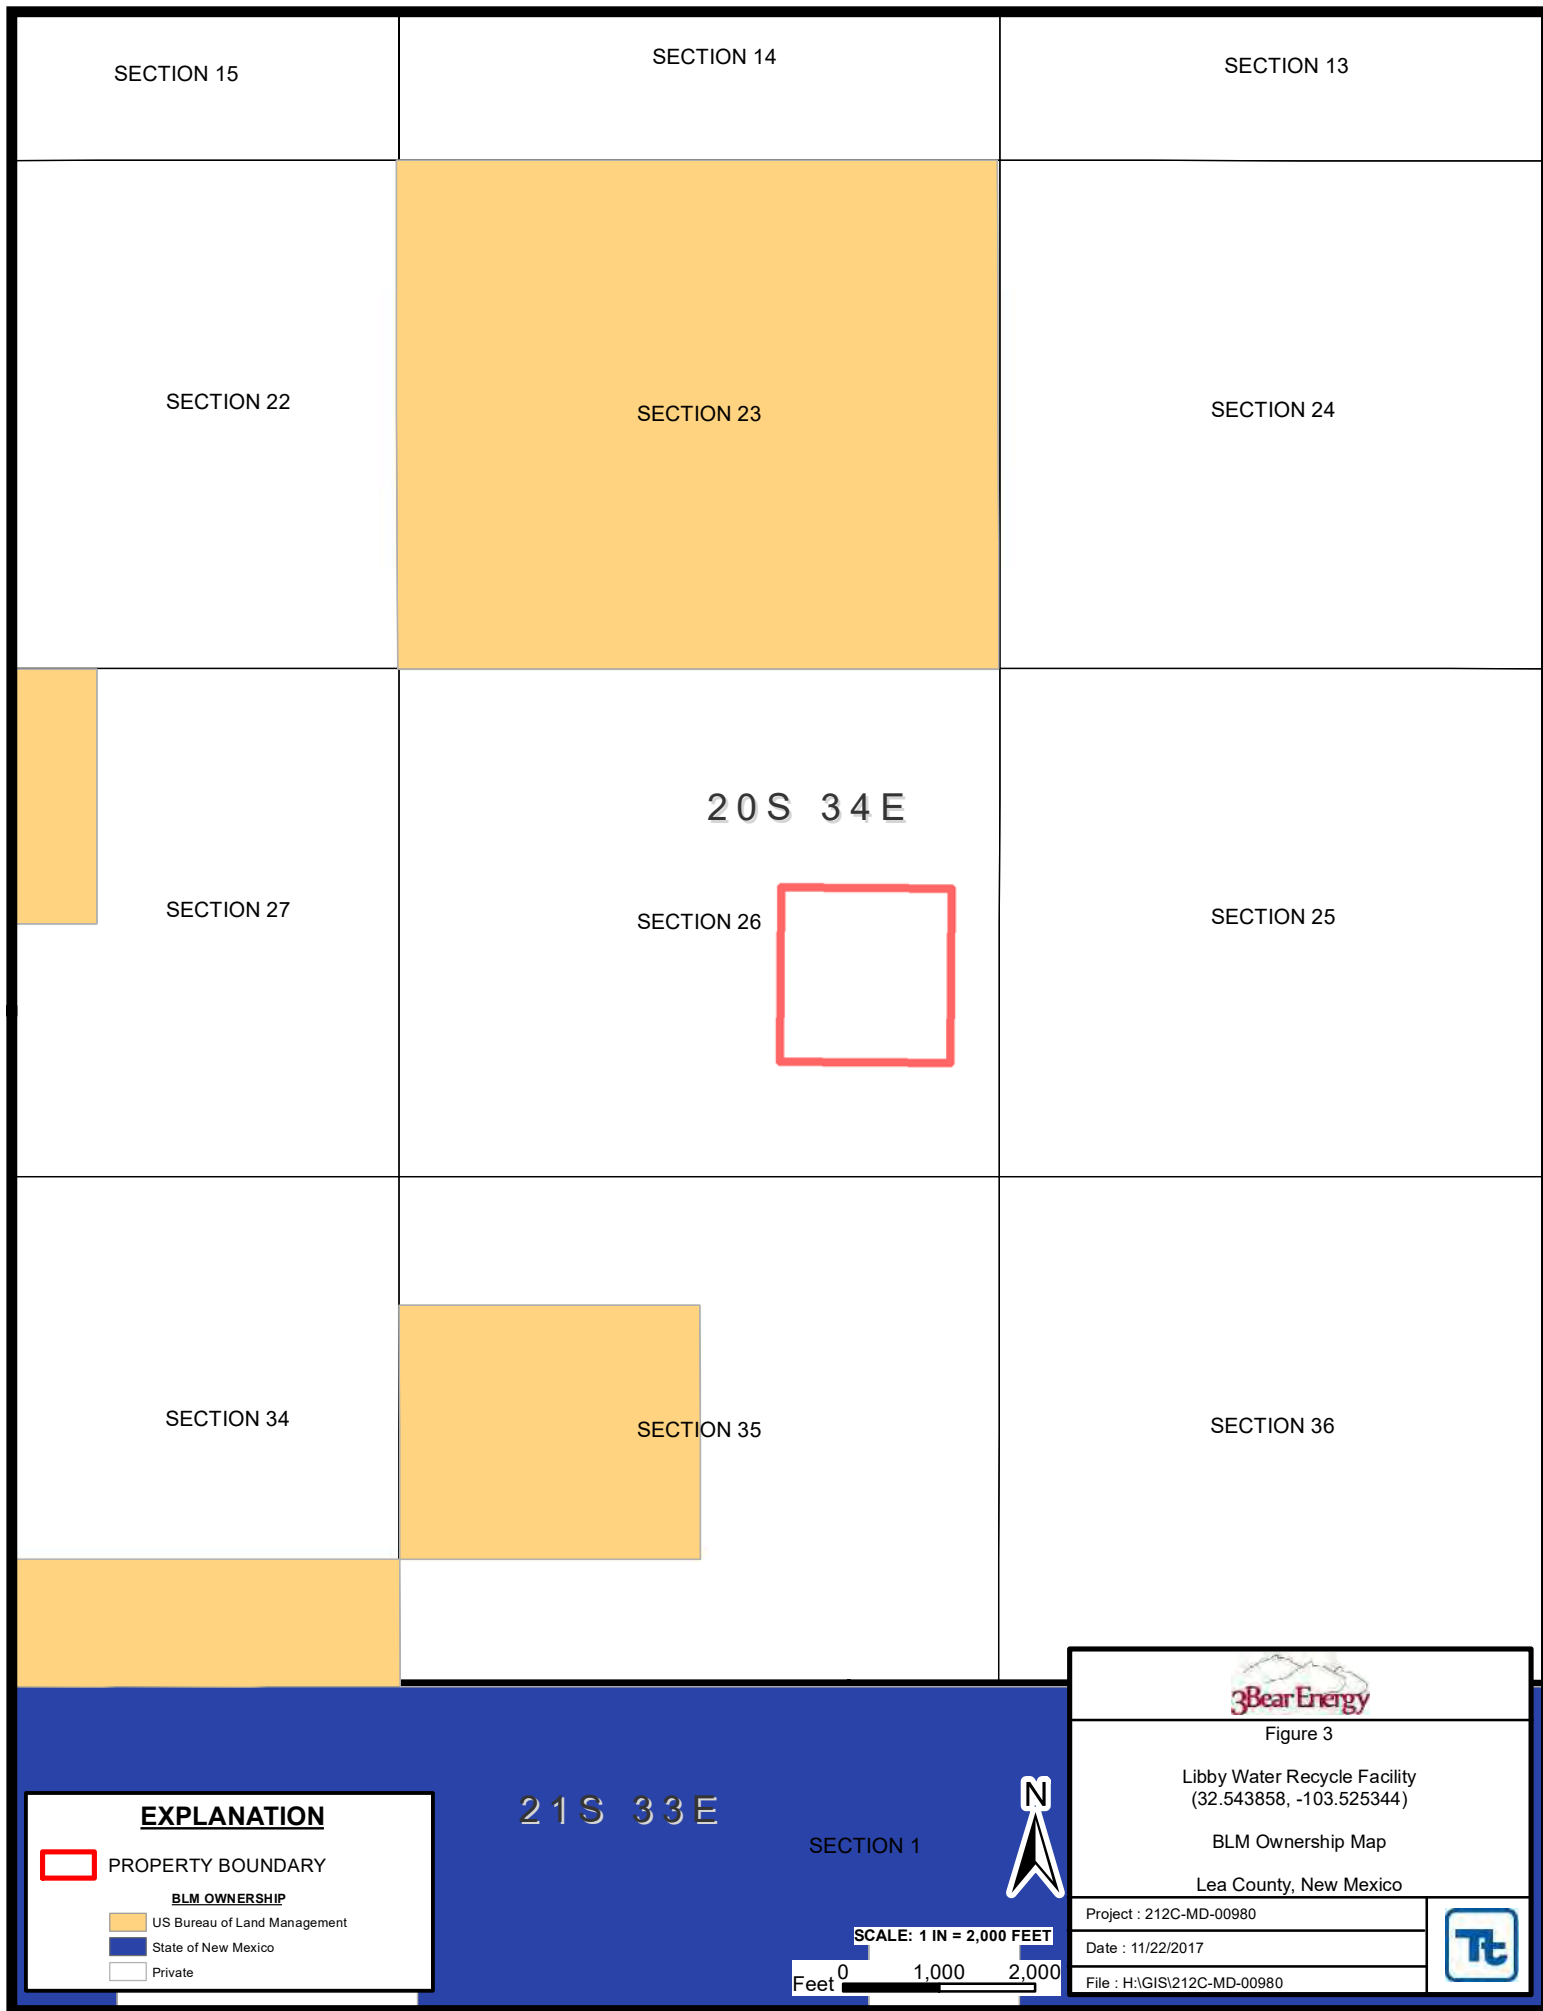 SECTION 15
SECTION 14
SECTION 13
SECTION 22
SECTION 23
SECTION 24
20S 34E
SECTION 27
SECTION 26
SECTION 25
SECTION 34
SECTION 35
SECTION 36
21S 33E
SECTION 1
N
SCALE: 1 IN = 2,000 FEET
Feet 0 1,000 2,000
EXPLANATION
PROPERTY BOUNDARY
BLM OWNERSHIP
US Bureau of Land Management
State of New Mexico
Private
3Bear Energy
Figure 3
Libby Water Recycle Facility
(32.543858, -103.525344)
BLM Ownership Map
Lea County, New Mexico
Project : 212C-MD-00980
Date : 11/22/2017
File : H:\GIS\212C-MD-00980
Tt